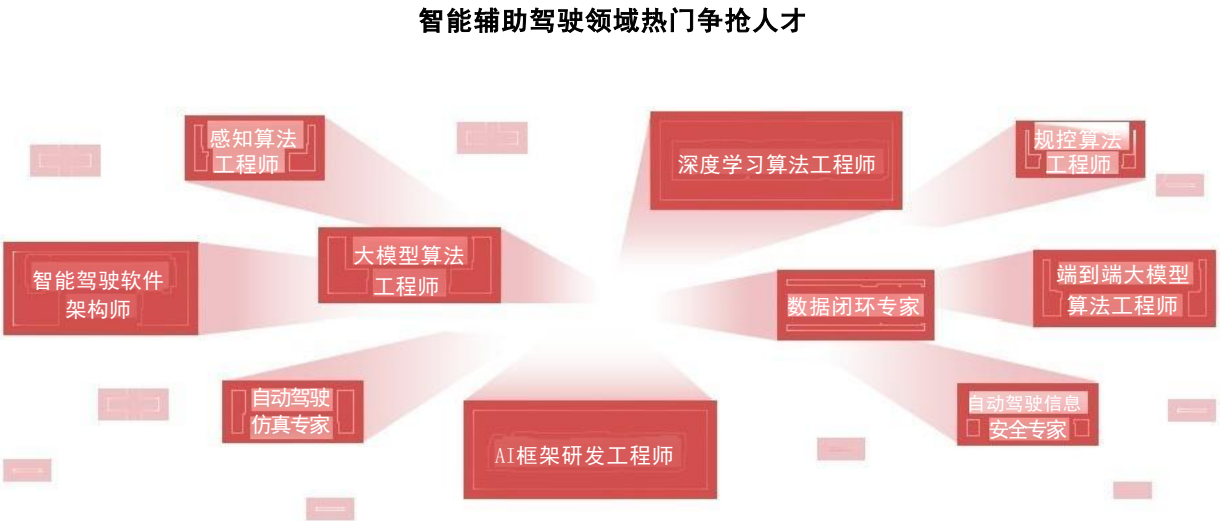 智能辅助驾驶领域热门争抢人才
感知算法
工程师
深度学习算法工程师
规控算法
工程师
大模型算法
工程师
智能驾驶软件
架构师
数据闭环专家
端到端大模型
算法工程师
自动驾驶
仿真专家
AI框架研发工程师
自动驾驶信息
安全专家